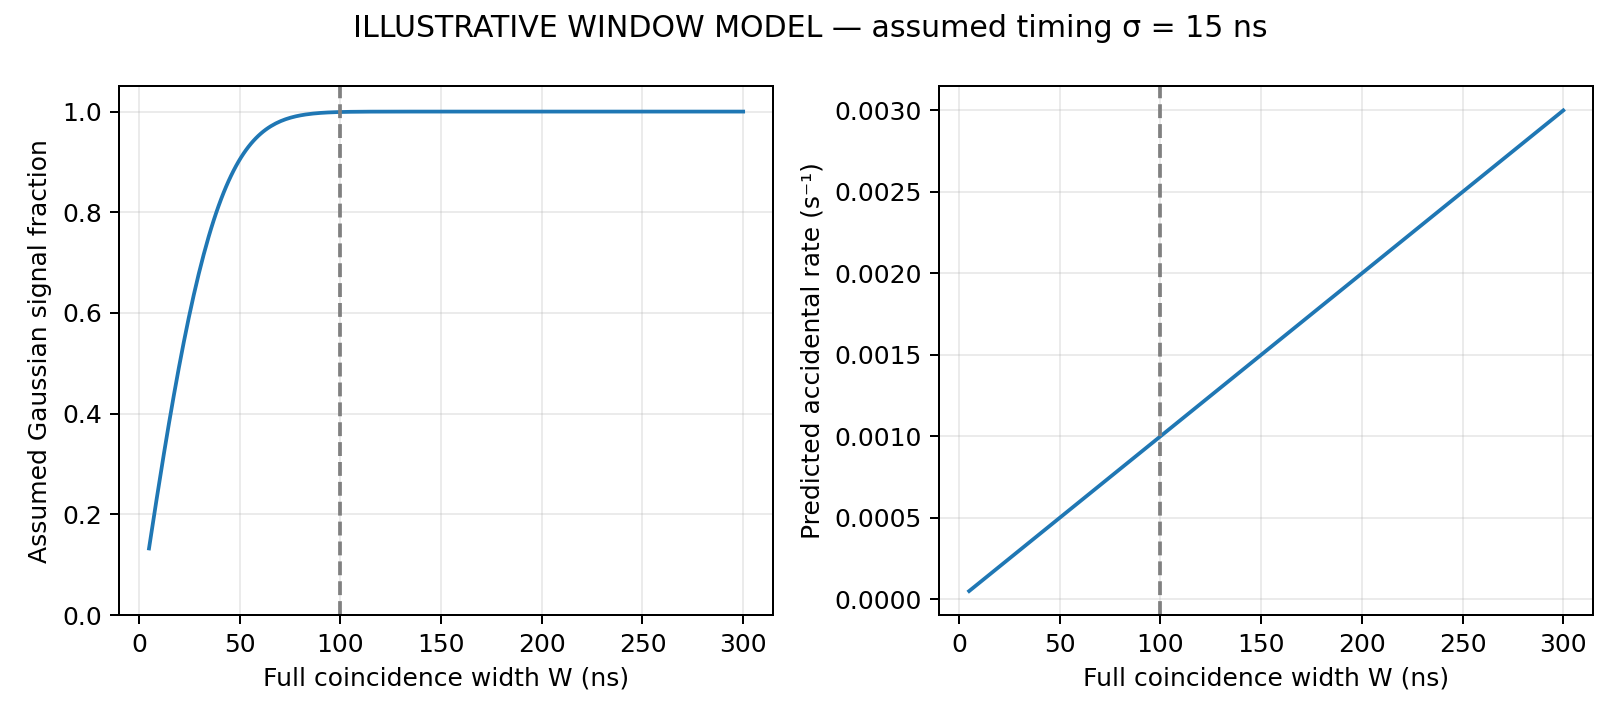 ILLUSTRATIVE WINDOW MODEL — assumed timing σ = 15 ns
Assumed Gaussian signal fraction
1.0
0.8
0.6
0.4
0.2
0.0
0 50 100 150 200 250 300
Full coincidence width W (ns)
Predicted accidental rate (s⁻¹)
0.0030
0.0025
0.0020
0.0015
0.0010
0.0005
0.0000
0 50 100 150 200 250 300
Full coincidence width W (ns)